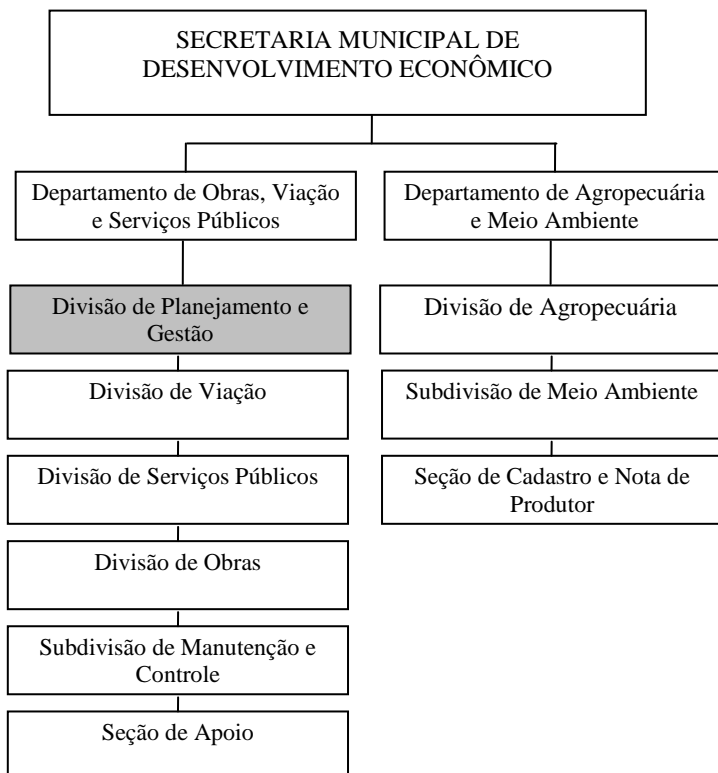 SECRETARIA MUNICIPAL DE
DESENVOLVIMENTO ECONÔMICO
Departamento de Obras, Viação
e Serviços Públicos
Departamento de Agropecuária
e Meio Ambiente
Divisão de Planejamento e
Gestão
Divisão de Agropecuária
Divisão de Viação
Subdivisão de Meio Ambiente
Divisão de Serviços Públicos
Seção de Cadastro e Nota de
Produtor
Divisão de Obras
Subdivisão de Manutenção e
Controle
Seção de Apoio